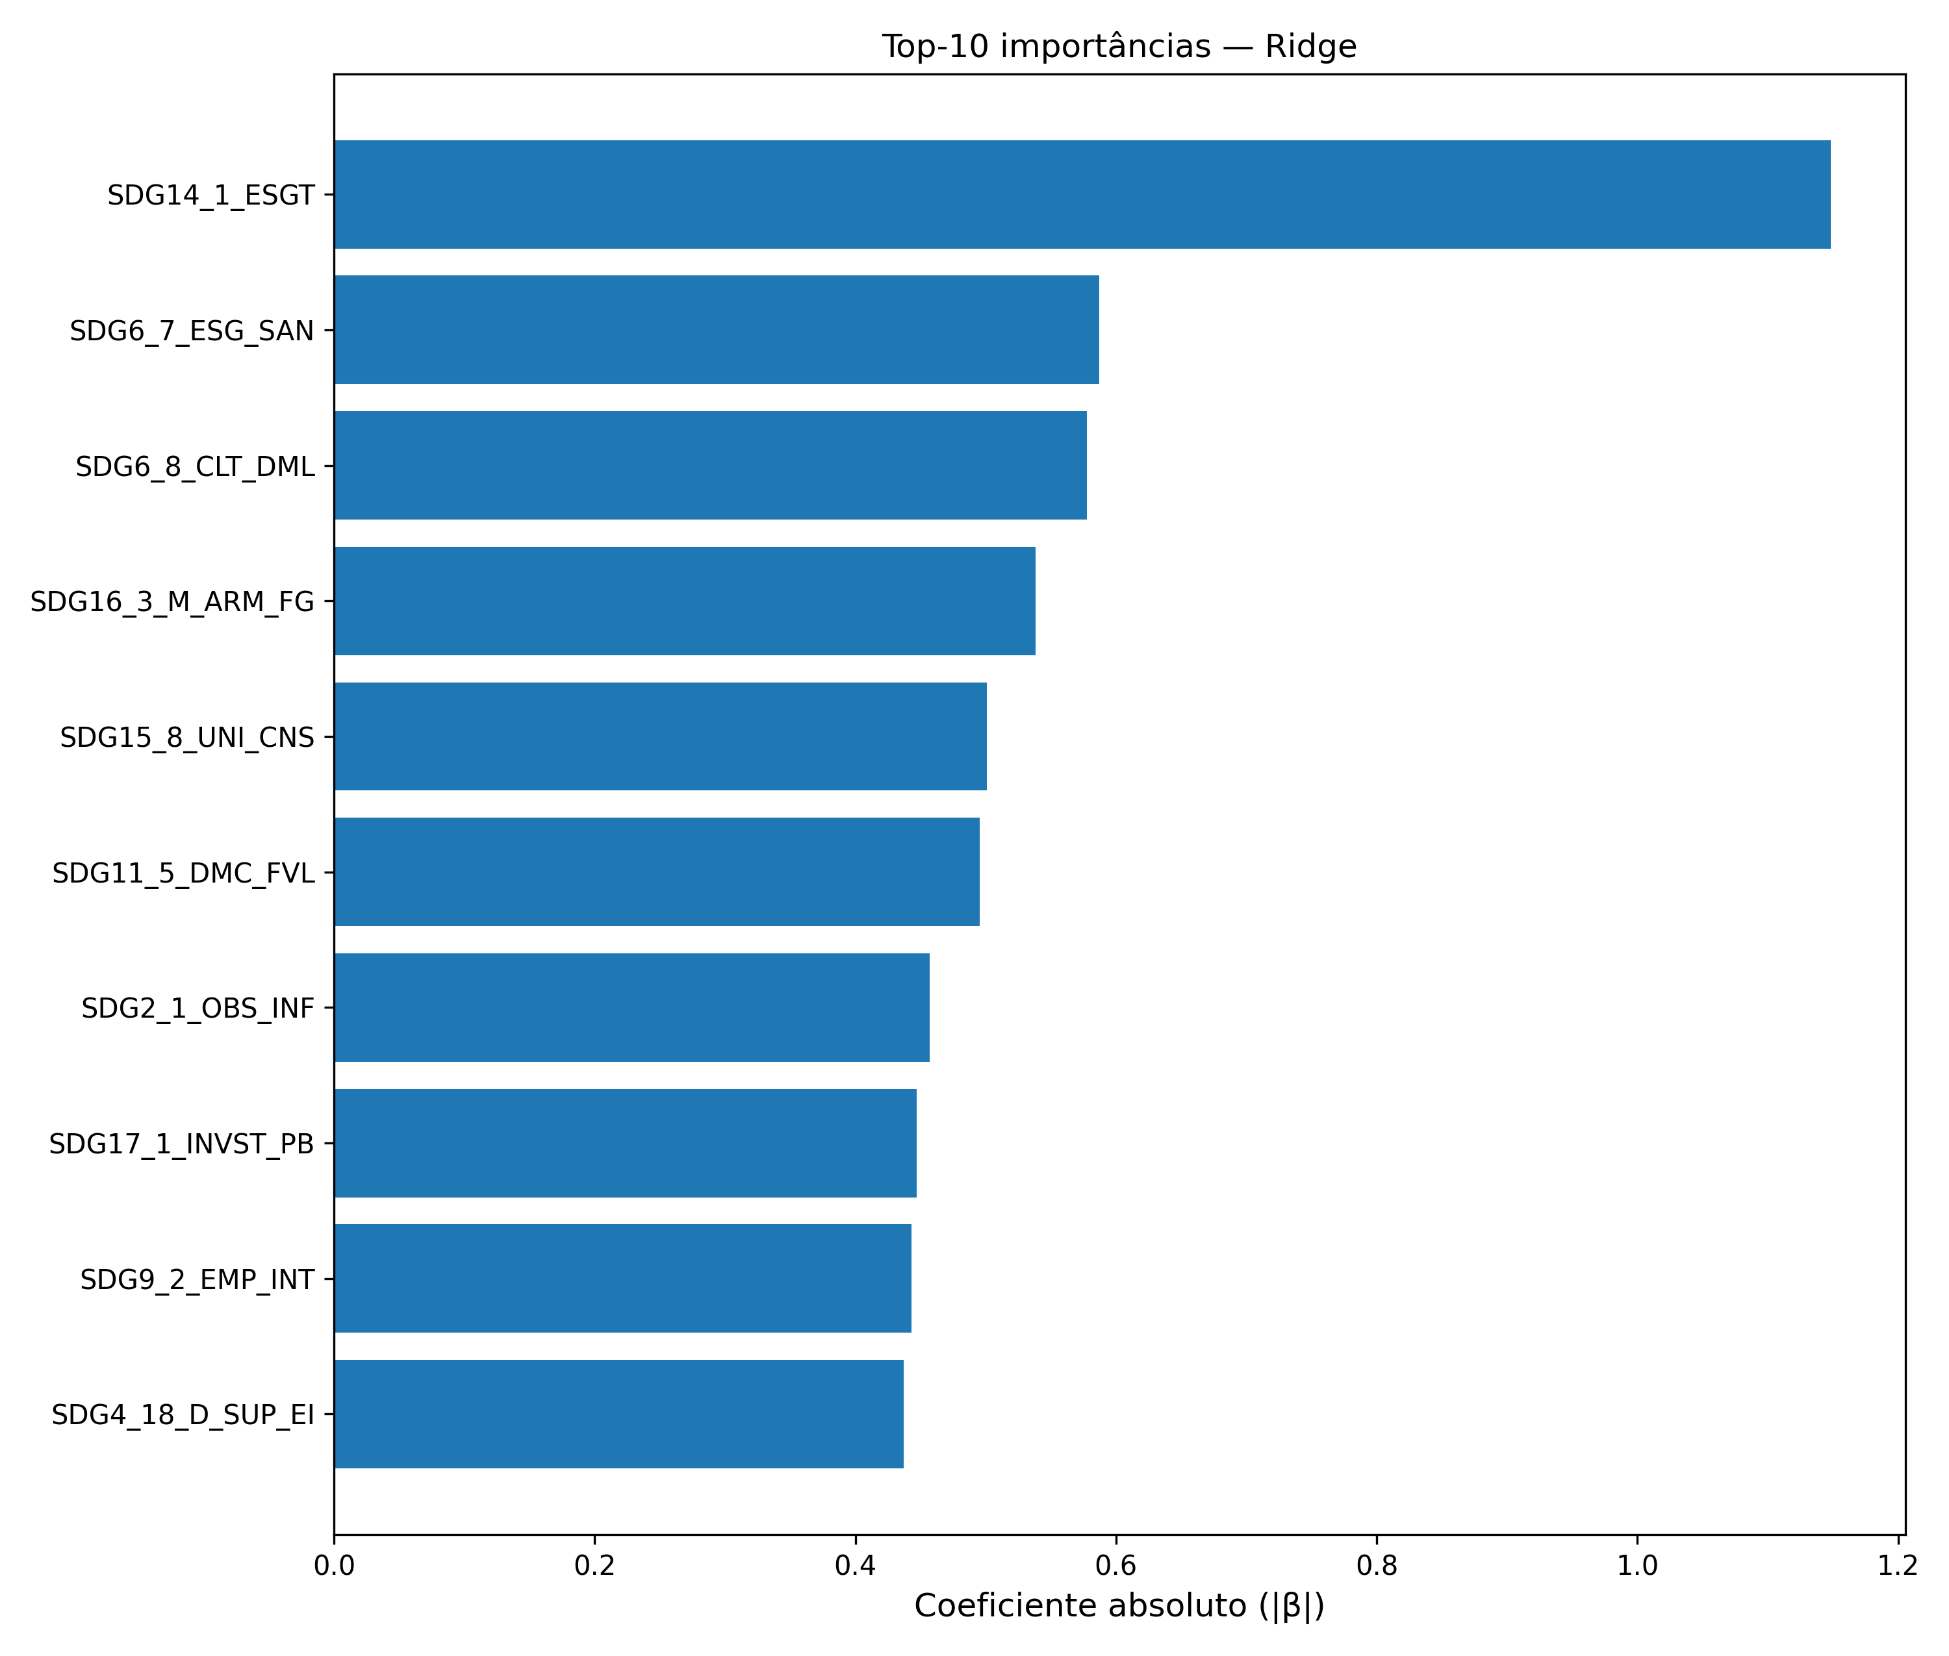 Top-10 importâncias — Ridge
SDG14_1_ESGT
SDG6_7_ESG_SAN
SDG6_8_CLT_DML
SDG16_3_M_ARM_FG
SDG15_8_UNI_CNS
SDG11_5_DMC_FVL
SDG2_1_OBS_INF
SDG17_1_INVST_PB
SDG9_2_EMP_INT
SDG4_18_D_SUP_EI
0.0 0.2 0.4 0.6 0.8 1.0 1.2
Coeficiente absoluto (|β|)